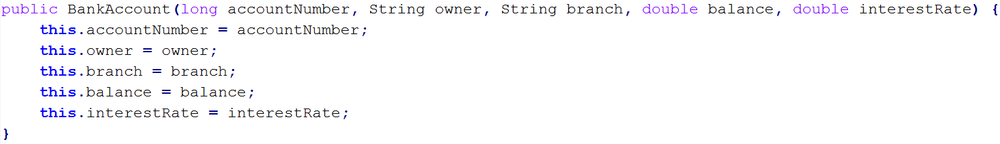 public BankAccount(long accountNumber, String owner, String branch, double balance, double interestRate) {
    this.accountNumber = accountNumber;
    this.owner = owner;
    this.branch = branch;
    this.balance = balance;
    this.interestRate = interestRate;
}